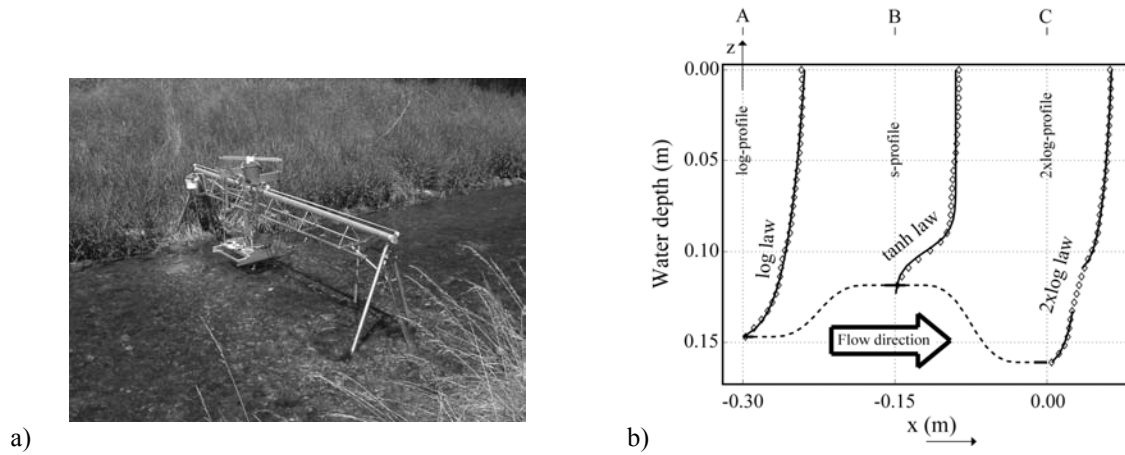 a)
b)
A B C
z
0.00
0.05
0.10
0.15
Water depth (m)
log-profile
s-profile
2xlog-profile
log law
tanh law
2xlog law
Flow direction
-0.30 -0.15 0.00
x (m)